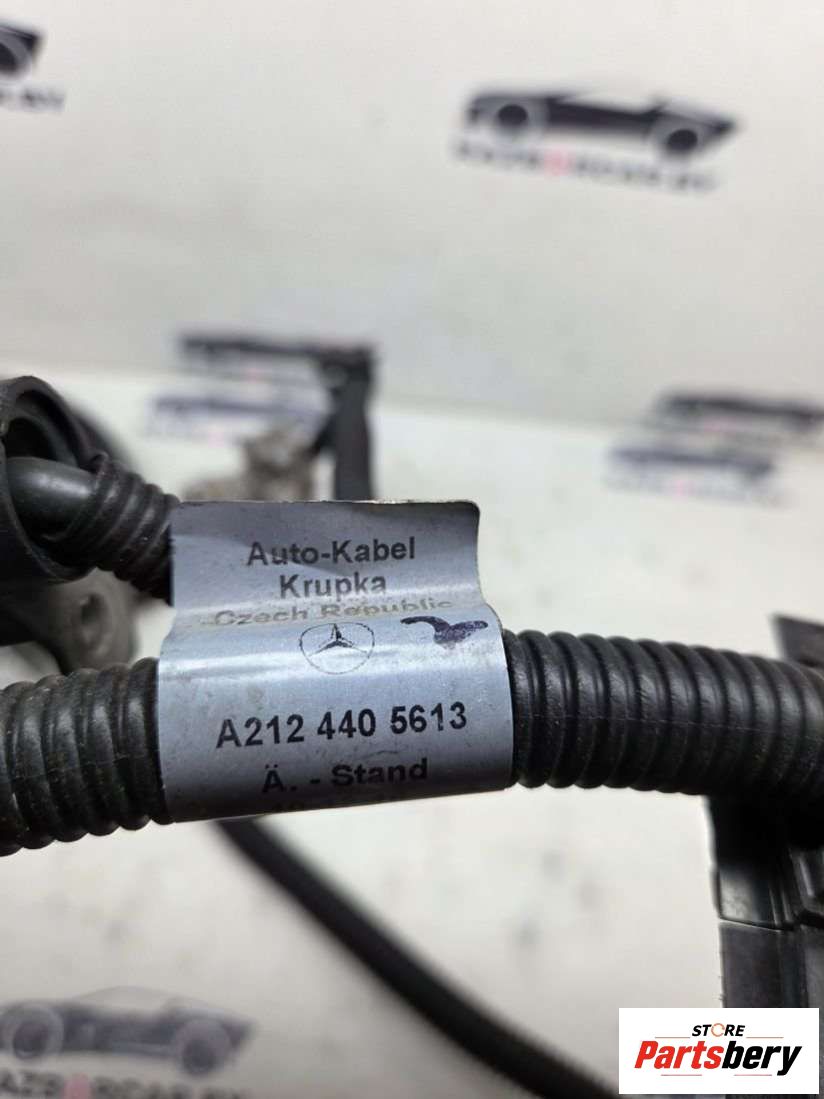 Auto-Kabel
Krupka
Czech Republic
A212 440 5613
Ä. - Stand
STORE
Partsbery